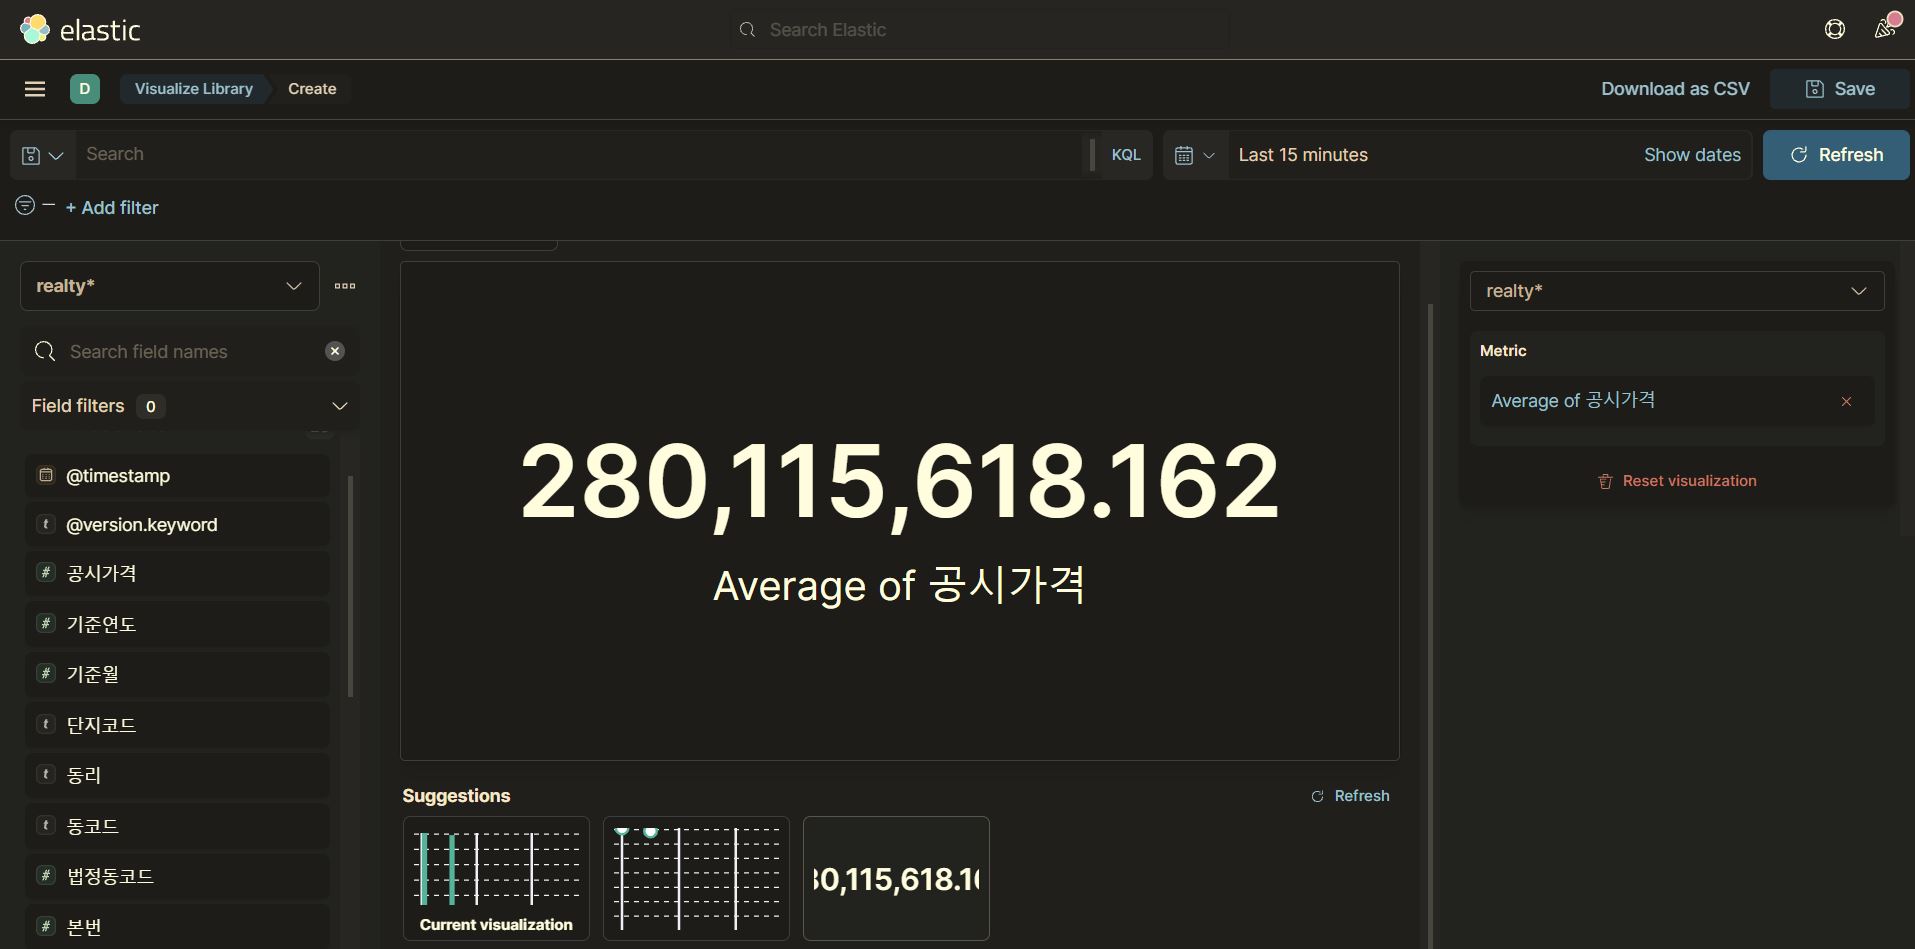 elastic
Search Elastic
D
Visualize Library
Create
Download as CSV
Save
Search
KQL
Last 15 minutes
Show dates
Refresh
+ Add filter
realty*
Search field names
Field filters 0
@timestamp
t @version.keyword
# 공시가격
# 기준연도
# 기준월
t 단지코드
t 동리
t 동코드
# 법정동코드
# 본번
280,115,618.162
Average of 공시가격
Suggestions
Refresh
Current visualization
80,115,618.16
realty*
Metric
Average of 공시가격
Reset visualization